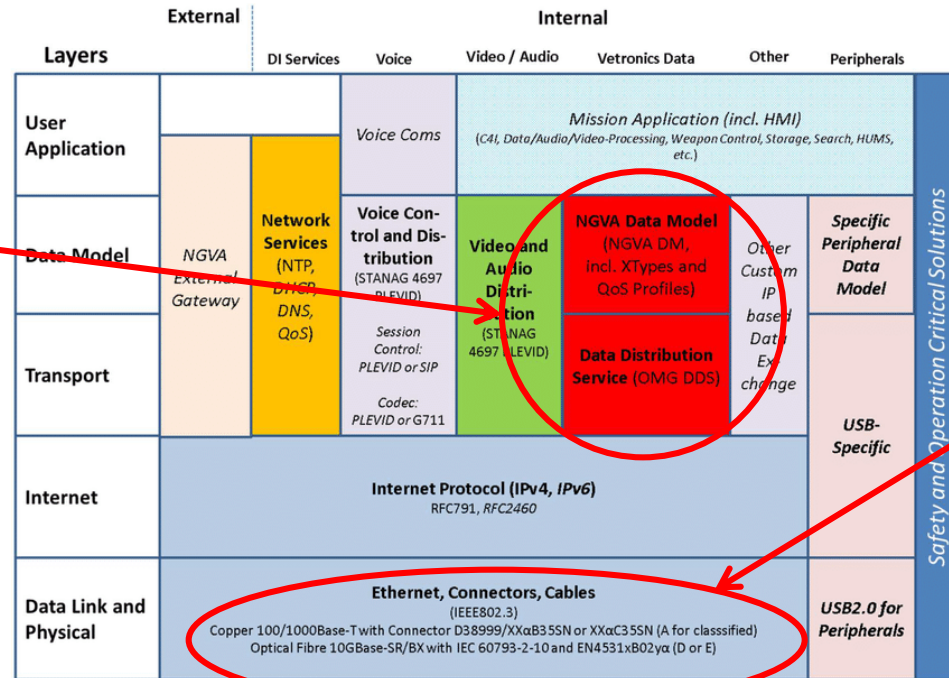 External
Internal
Layers
DI Services
Voice
Video / Audio
Vetronics Data
Other
Peripherals
User
Application
Voice Coms
Mission Application (incl. HMI)
(C4I, Data/Audio/Video-Processing, Weapon Control, Storage, Search, HUMS,
etc.)
Data Model
NGVA
External
Gateway
Network
Services
(NTP,
DHCP,
DNS,
QoS)
Voice Con-
trol and Dis-
tribution
(STANAG 4697
PLEVID)
Session
Control:
PLEVID or SIP
Codec:
PLEVID or G711
Video and
Audio
Distri-
bution
(STANAG
4697 PLEVID)
NGVA Data Model
(NGVA DM,
incl. XTypes and
QoS Profiles)
Data Distribution
Service (OMG DDS)
Other
Custom
IP
based
Data
Ex-
change
Specific
Peripheral
Data
Model
Transport
USB-
Specific
Internet
Internet Protocol (IPv4, IPv6)
RFC791, RFC2460
Data Link and
Physical
Ethernet, Connectors, Cables
(IEEE802.3)
Copper 100/1000Base-T with Connector D38999/XXαB35SN or XXαC35SN (A for classsified)
Optical Fibre 10GBase-SR/BX with IEC 60793-2-10 and EN4531xB02yα (D or E)
USB2.0 for
Peripherals
Safety and Operation Critical Solutions